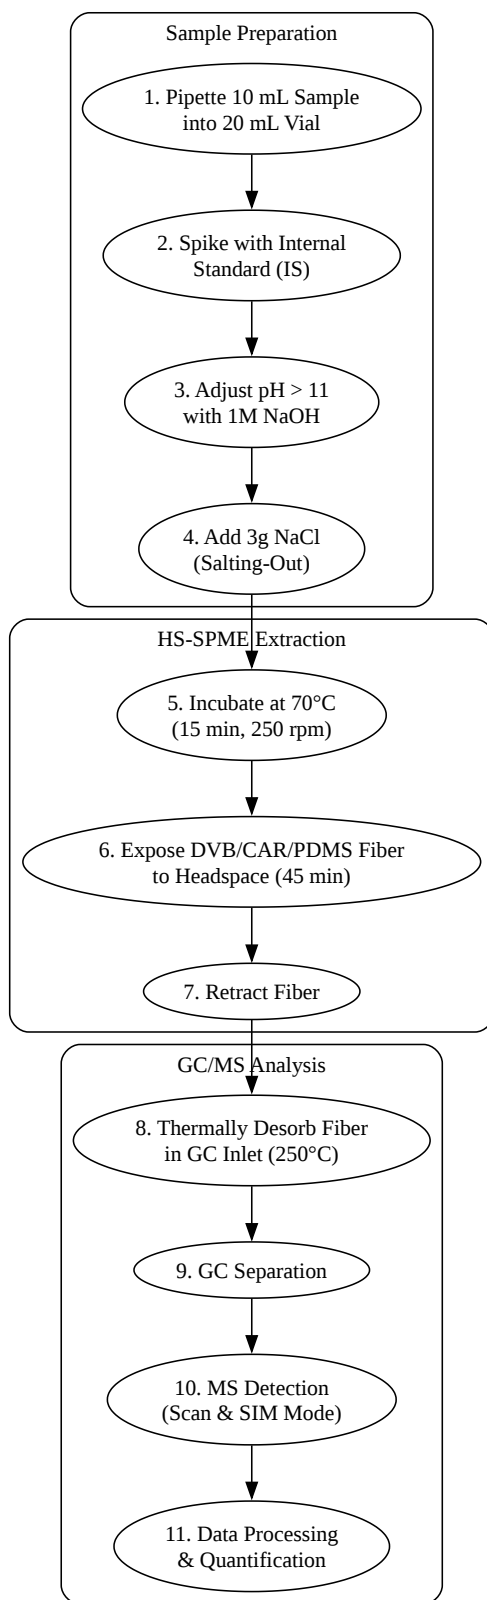 Sample Preparation
1. Pipette 10 mL Sample
into 20 mL Vial
2. Spike with Internal
Standard (IS)
3. Adjust pH > 11
with 1M NaOH
4. Add 3g NaCl
(Salting-Out)
HS-SPME Extraction
5. Incubate at 70°C
(15 min, 250 rpm)
6. Expose DVB/CAR/PDMS Fiber
to Headspace (45 min)
7. Retract Fiber
GC/MS Analysis
8. Thermally Desorb Fiber
in GC Inlet (250°C)
9. GC Separation
10. MS Detection
(Scan & SIM Mode)
11. Data Processing
& Quantification